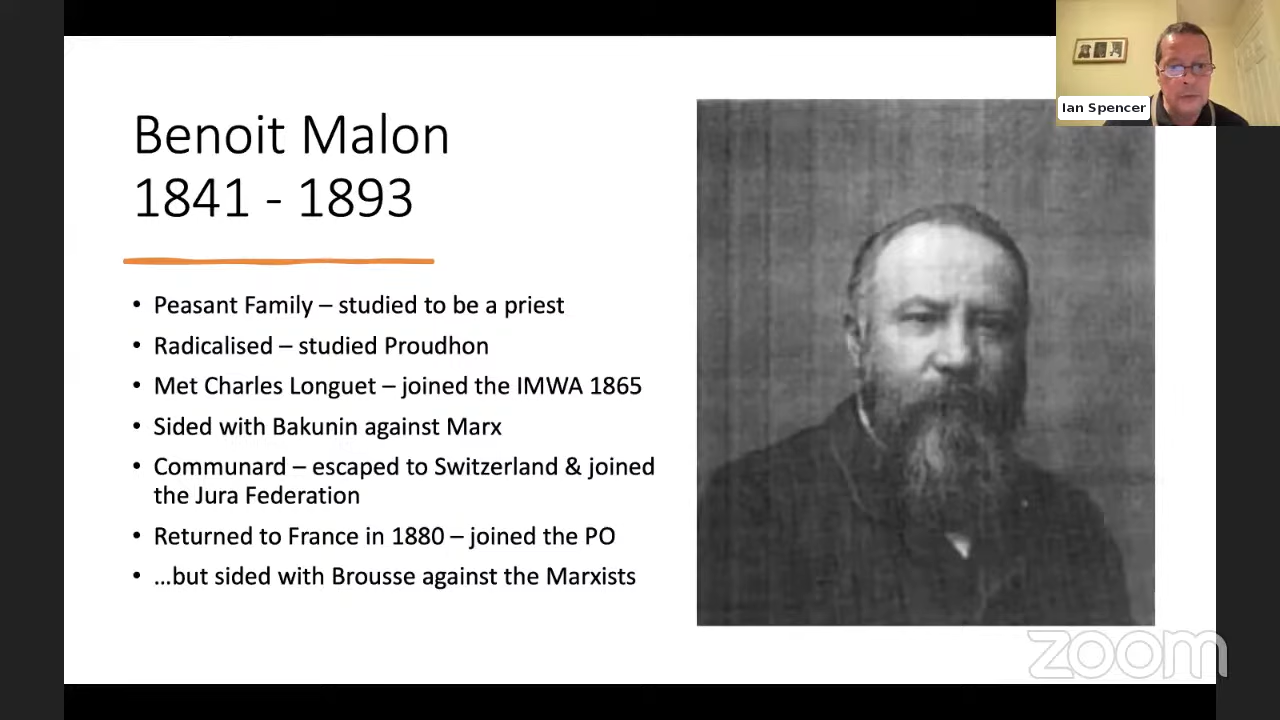 Benoit Malon
1841 - 1893
• Peasant Family – studied to be a priest
• Radicalised – studied Proudhon
• Met Charles Longuet – joined the IMWA 1865
• Sided with Bakunin against Marx
• Communard – escaped to Switzerland & joined
the Jura Federation
• Returned to France in 1880 – joined the PO
• …but sided with Brousse against the Marxists
Ian Spencer
zoom